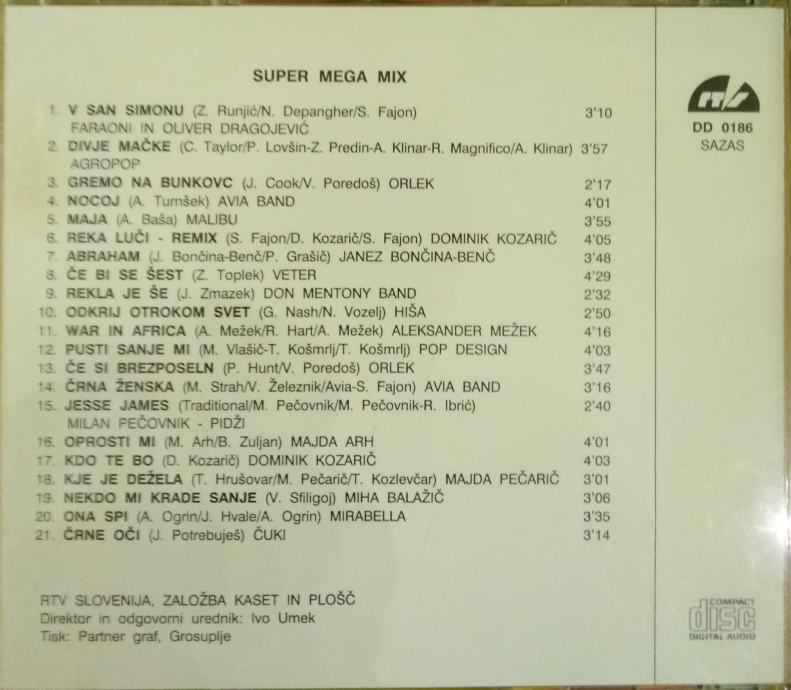 SUPER MEGA MIX
1. V SAN SIMONU (Z. Runjić/N. Depangher/S. Fajon) 3'10
FARAONI IN OLIVER DRAGOJEVIĆ
2. DIVJE MAČKE (C. Taylor/P. Lovšin-Z. Predin-A. Klinar-R. Magnifico/A. Klinar) 3'57
AGROPOP
3. GREMO NA BUNKOVC (J. Cook/V. Poredoš) ORLEK 2'17
4. NOCOJ (A. Turnšek) AVIA BAND 4'01
5. MAJA (A. Baša) MALIBU 3'55
6. REKA LUČI - REMIX (S. Fajon/D. Kozarič/S. Fajon) DOMINIK KOZARIČ 4'05
7. ABRAHAM (J. Bončina-Benč/P. Grašič) JANEZ BONČINA-BENČ 3'48
8. ČE BI SE ŠEST (Z. Toplek) VETER 4'29
9. REKLA JE ŠE (J. Zmazek) DON MENTONY BAND 2'32
10. ODKRIJ OTROKOM SVET (G. Nash/N. Vozelj) HIŠA 2'50
11. WAR IN AFRICA (A. Mežek/R. Hart/A. Mežek) ALEKSANDER MEŽEK 4'16
12. PUSTI SANJE MI (M. Vlašič-T. Košmrlj/T. Košmrlj) POP DESIGN 4'03
13. ČE SI BREZPOSELN (P. Hunt/V. Poredoš) ORLEK 3'47
14. ČRNA ŽENSKA (M. Strah/V. Železnik/Avia-S. Fajon) AVIA BAND 3'16
15. JESSE JAMES (Traditional/M. Pečovnik/M. Pečovnik-R. Ibrić) 2'40
MILAN PEČOVNIK - PIDŽI
16. OPROSTI MI (M. Arh/B. Zuljan) MAJDA ARH 4'01
17. KDO TE BO (D. Kozarič) DOMINIK KOZARIČ 4'03
18. KJE JE DEŽELA (T. Hrušovar/M. Pečarič/T. Kozlevčar) MAJDA PEČARIČ 3'01
19. NEKDO MI KRADE SANJE (V. Sfiligoj) MIHA BALAŽIČ 3'06
20. ONA SPI (A. Ogrin/J. Hvale/A. Ogrin) MIRABELLA 3'35
21. ČRNE OČI (J. Potrebuješ) ČUKI 3'14
RTV SLOVENIJA, ZALOŽBA KASET IN PLOŠČ
Direktor in odgovorni urednik: Ivo Umek
Tisk: Partner graf, Grosuplje
RTVS
DD 0186
SAZAS
COMPACT
disc
DIGITAL AUDIO